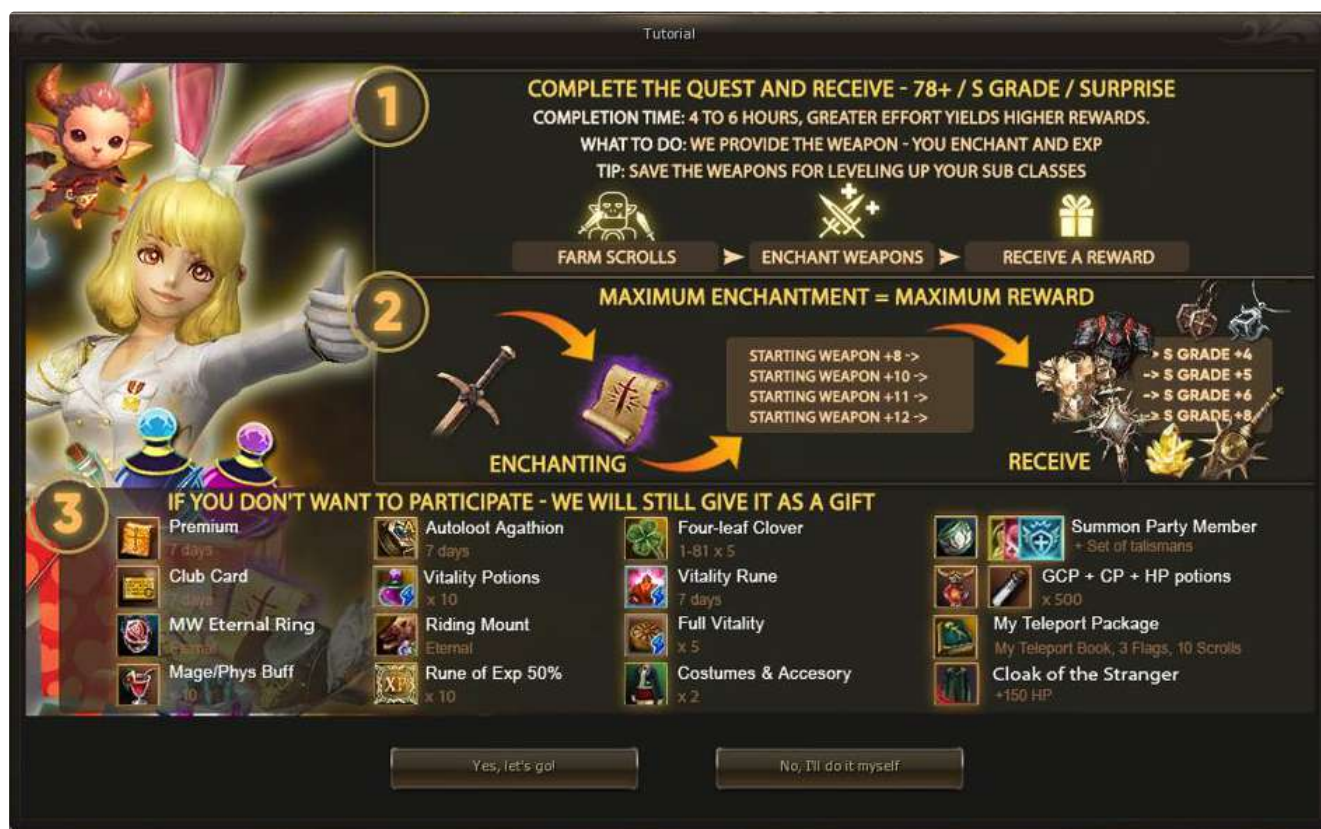 Tutorial
1
COMPLETE THE QUEST AND RECEIVE - 78+ / S GRADE / SURPRISE
COMPLETION TIME: 4 TO 6 HOURS, GREATER EFFORT YIELDS HIGHER REWARDS.
WHAT TO DO: WE PROVIDE THE WEAPON - YOU ENCHANT AND EXP
TIP: SAVE THE WEAPONS FOR LEVELING UP YOUR SUB CLASSES
FARM SCROLLS
ENCHANT WEAPONS
RECEIVE A REWARD
2
MAXIMUM ENCHANTMENT = MAXIMUM REWARD
STARTING WEAPON +8 ->
STARTING WEAPON +10 ->
STARTING WEAPON +11 ->
STARTING WEAPON +12 ->
-> S GRADE +4
-> S GRADE +5
-> S GRADE +6
-> S GRADE +8
ENCHANTING
RECEIVE
3
IF YOU DON'T WANT TO PARTICIPATE - WE WILL STILL GIVE IT AS A GIFT
Premium
7 days
Club Card
7 days
MW Eternal Ring
Eternal
Mage/Phys Buff
x 10
Autoloot Agathion
7 days
Vitality Potions
x 10
Riding Mount
Eternal
XP
Rune of Exp 50%
x 10
Four-leaf Clover
1-81 x 5
Vitality Rune
7 days
Full Vitality
x 5
Costumes & Accesory
x 2
Summon Party Member
+ Set of talismans
GCP + CP + HP potions
x 500
My Teleport Package
My Teleport Book, 3 Flags, 10 Scrolls
Cloak of the Stranger
+150 HP
Yes, let's go!
No, I'll do it myself